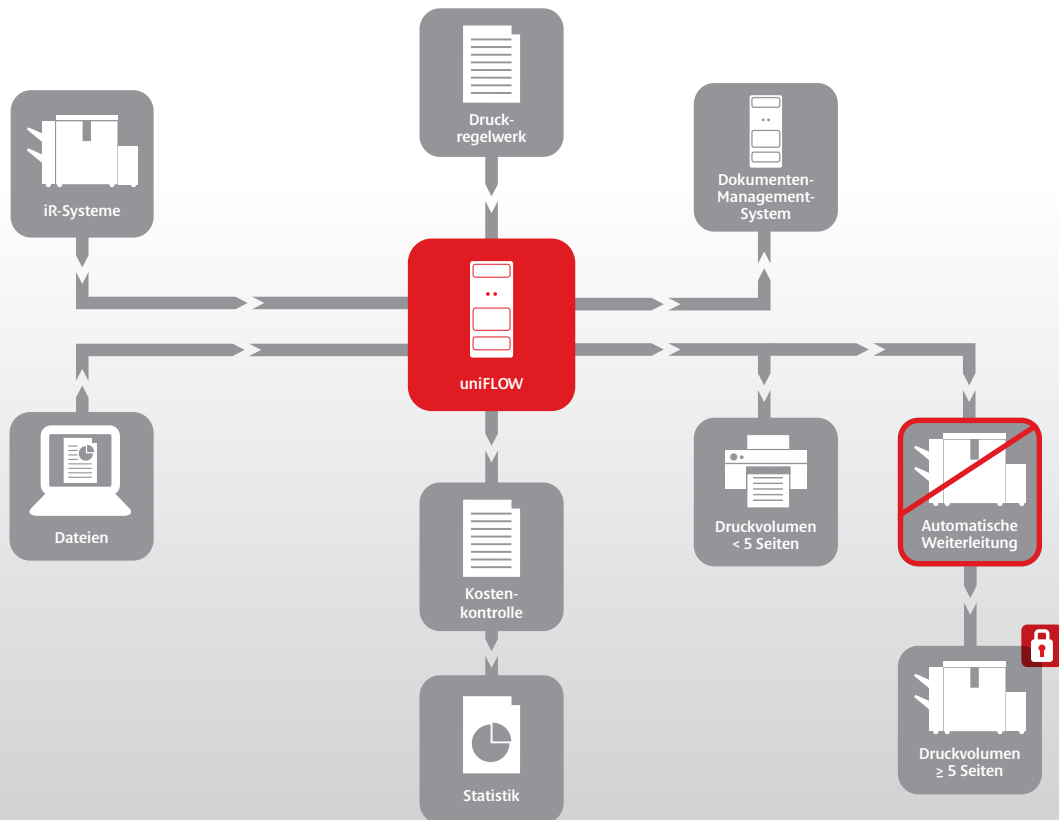 Druck-
regelwerk
iR-Systeme
Dokumenten-
Management-
System
uniFLOW
Dateien
Druckvolumen
< 5 Seiten
Automatische
Weiterleitung
Kosten-
kontrolle
Druckvolumen
≥ 5 Seiten
Statistik